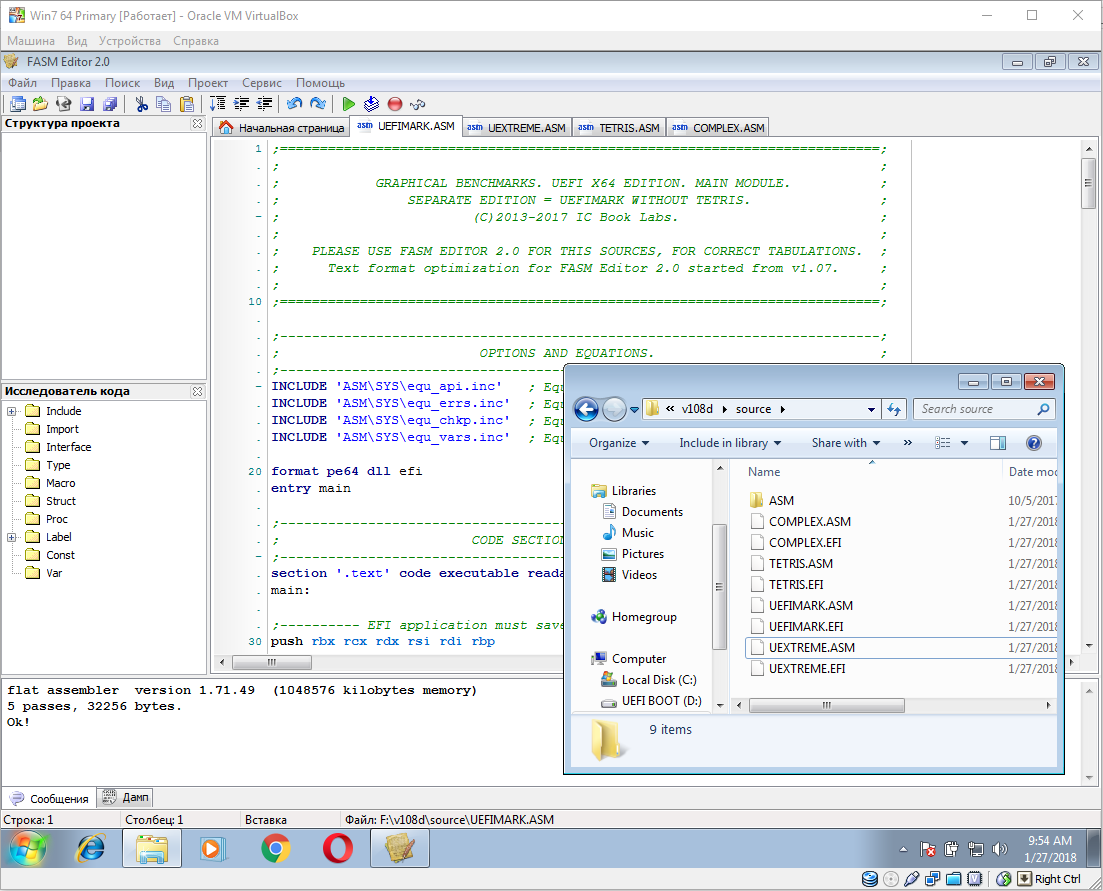 Win7 64 Primary [Работает] - Oracle VM VirtualBox
Машина Вид Устройства Справка
FASM Editor 2.0
Файл Правка Поиск Вид Проект Сервис Помощь
Структура проекта
Начальная страница
asm UEFIMARK.ASM
asm UEXTREME.ASM
asm TETRIS.ASM
asm COMPLEX.ASM
1 ;===========================================================================;
; ;
; GRAPHICAL BENCHMARKS. UEFI X64 EDITION. MAIN MODULE. ;
; SEPARATE EDITION = UEFIMARK WITHOUT TETRIS. ;
; (C)2013-2017 IC Book Labs. ;
; ;
; PLEASE USE FASM EDITOR 2.0 FOR THIS SOURCES, FOR CORRECT TABULATIONS. ;
; Text format optimization for FASM Editor 2.0 started from v1.07. ;
; ;
10 ;===========================================================================;
;---------------------------------------------------------------------------;
; OPTIONS AND EQUATIONS. ;
;------------------------------------
INCLUDE 'ASM\SYS\equ_api.inc' ; Equ
INCLUDE 'ASM\SYS\equ_errs.inc' ; Equ
INCLUDE 'ASM\SYS\equ_chkp.inc' ; Equ
INCLUDE 'ASM\SYS\equ_vars.inc' ; Equ
20 format pe64 dll efi
entry main
;------------------------------------
; CODE SECTION
;------------------------------------
section '.text' code executable reada
main:
;---------- EFI application must save
30 push rbx rcx rdx rsi rdi rbp
Исследователь кода
Include
Import
Interface
Type
Macro
Struct
Proc
Label
Const
Var
« v108d source
Search source
Organize Include in library Share with »
Libraries
Documents
Music
Pictures
Videos
Homegroup
Computer
Local Disk (C:)
UEFI BOOT (D:)
Name Date mod
ASM 10/5/2017
COMPLEX.ASM 1/27/2018
COMPLEX.EFI 1/27/2018
TETRIS.ASM 1/27/2018
TETRIS.EFI 1/27/2018
UEFIMARK.ASM 1/27/2018
UEFIMARK.EFI 1/27/2018
UEXTREME.ASM 1/27/2018
UEXTREME.EFI 1/27/2018
9 items
flat assembler version 1.71.49 (1048576 kilobytes memory)
5 passes, 32256 bytes.
Ok!
Сообщения Дамп
Строка: 1 Столбец: 1 Вставка Файл: F:\v108d\source\UEFIMARK.ASM
9:54 AM
1/27/2018
Right Ctrl